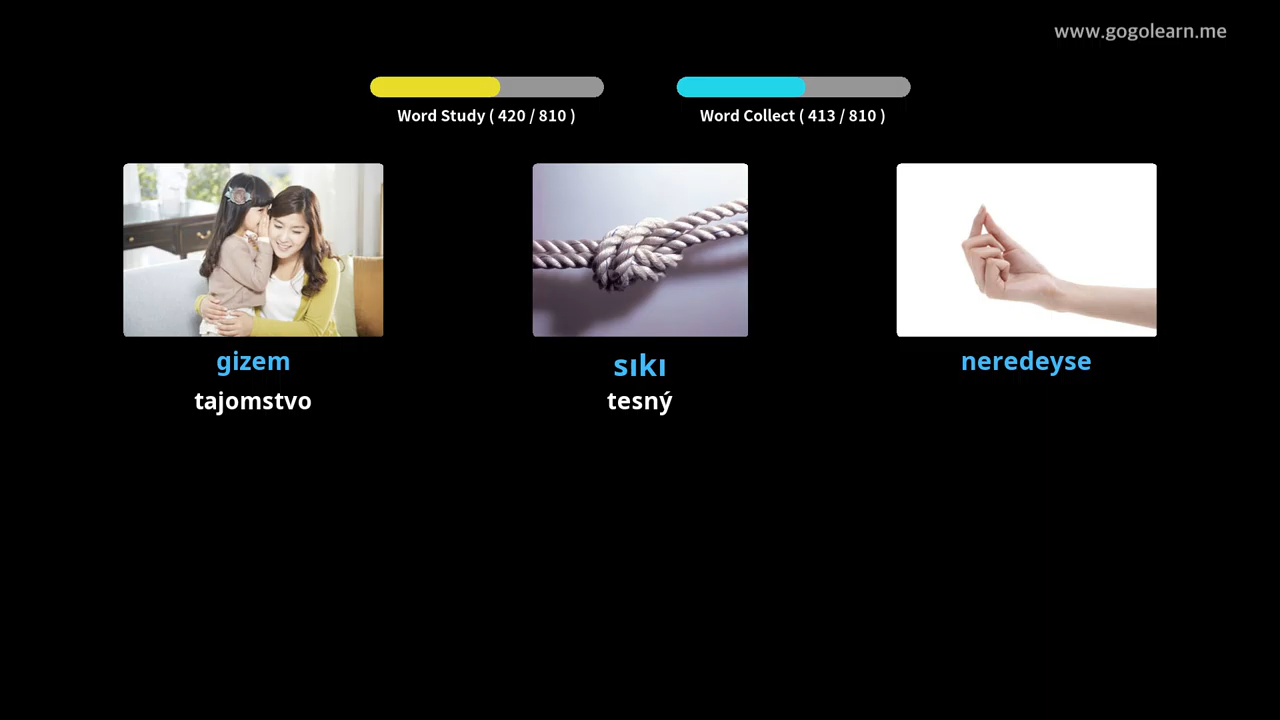 www.gogolearn.me
Word Study ( 420 / 810 )
Word Collect ( 413 / 810 )
gizem
tajomstvo
sıkı
tesný
neredeyse